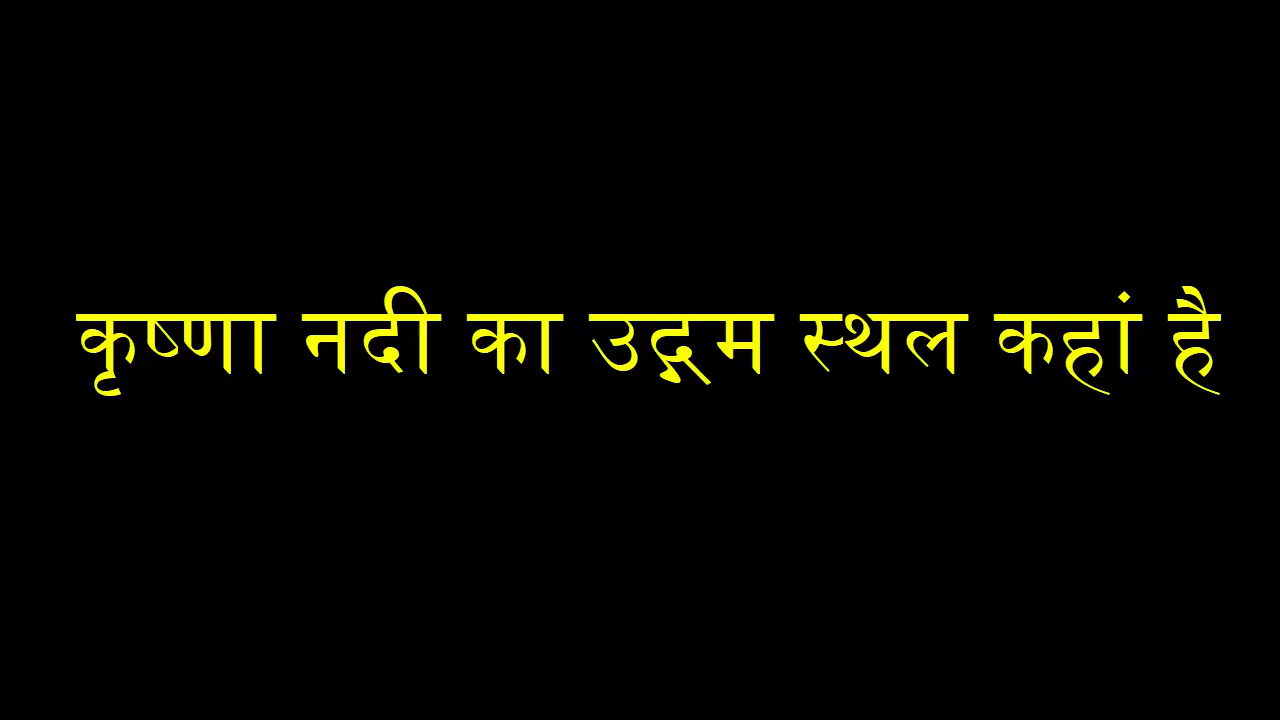 कृष्णा नदी का उद्गम स्थल कहां है